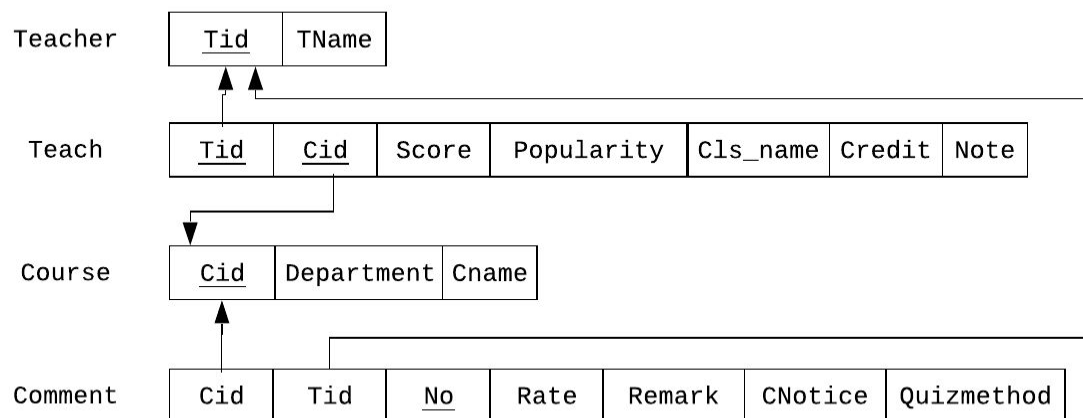 Teacher Tid TName
Teach Tid Cid Score Popularity Cls_name Credit Note
Course Cid Department Cname
Comment Cid Tid No Rate Remark CNotice Quizmethod